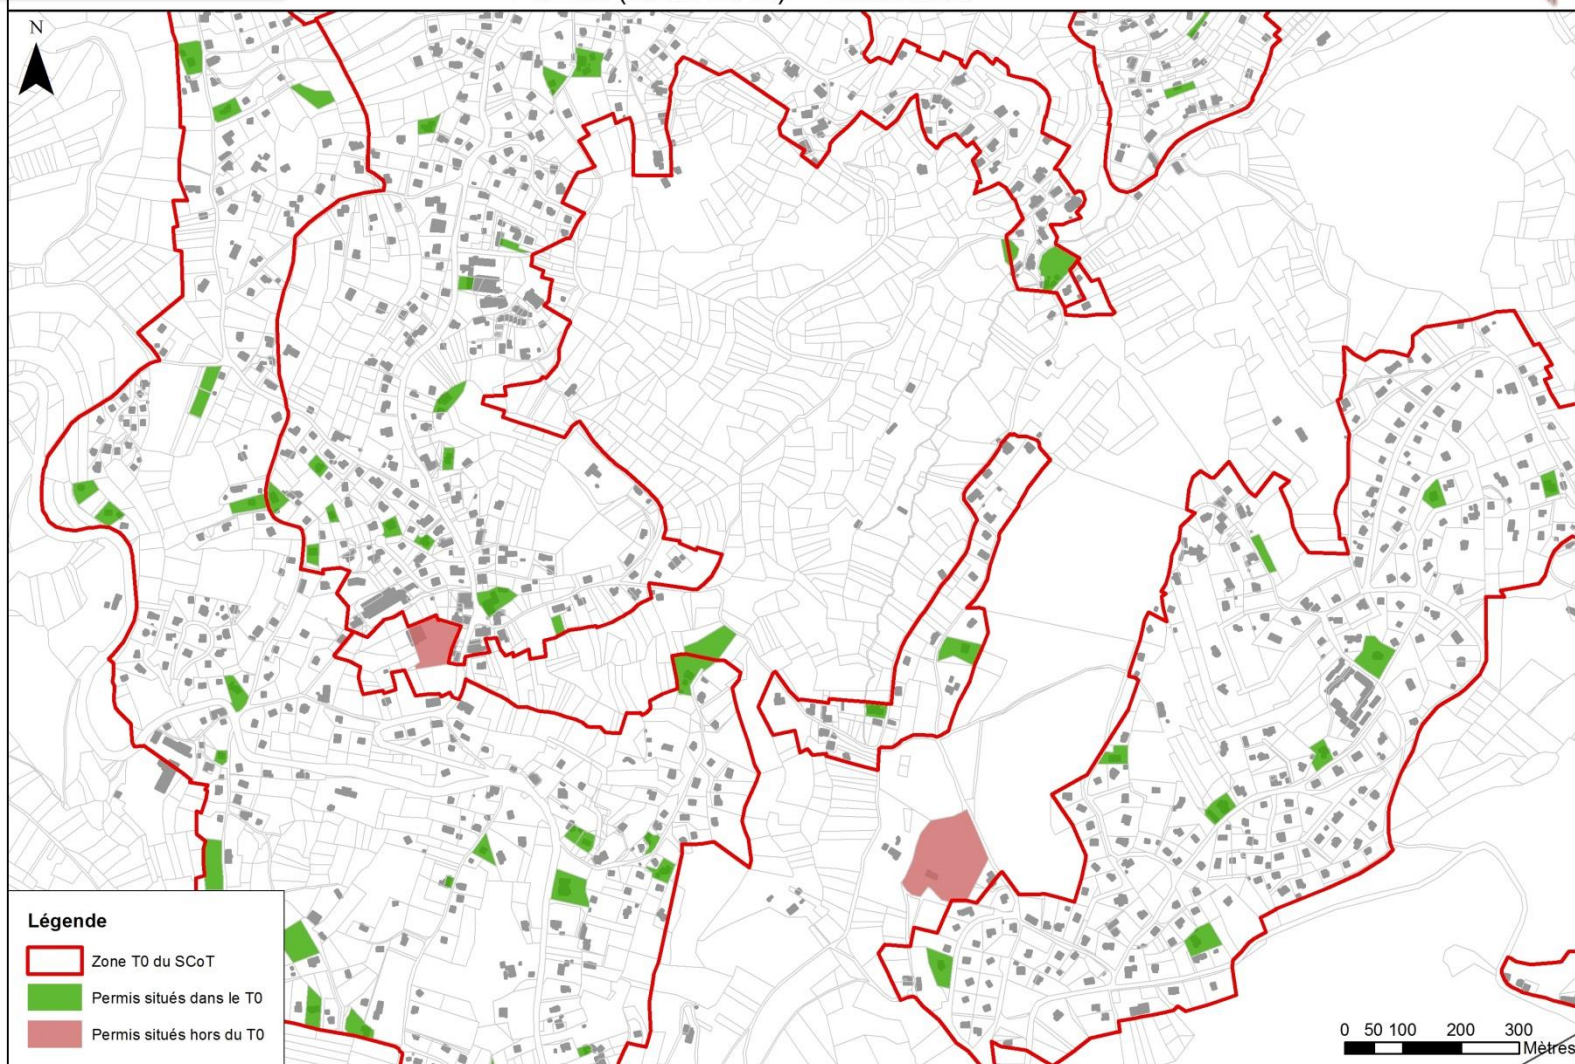 N
Légende
Zone T0 du SCoT
Permis situés dans le T0
Permis situés hors du T0
0 50 100 200 300
Mètres